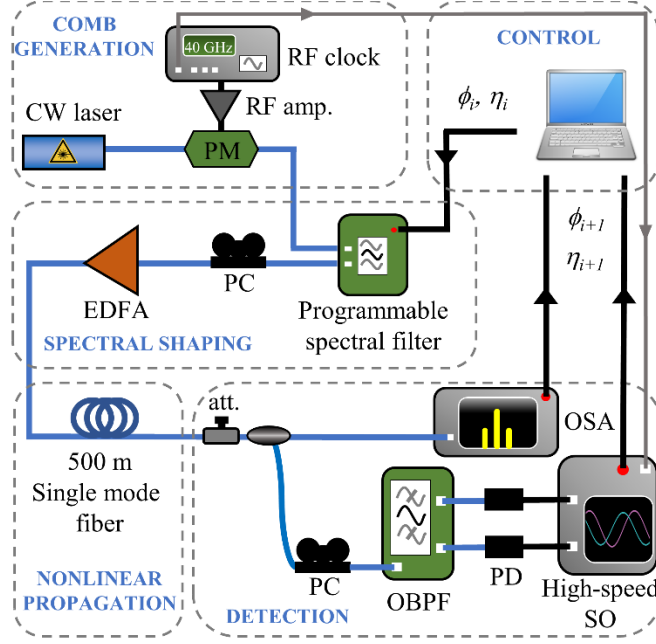 COMB
GENERATION
40 GHz
RF clock
RF amp.
CW laser
PM
CONTROL
ϕi, ηi
ϕi+1
ηi+1
EDFA
PC
Programmable
spectral filter
SPECTRAL SHAPING
500 m
Single mode
fiber
NONLINEAR
PROPAGATION
att.
OSA
PC
OBPF
PD
High-speed
SO
DETECTION